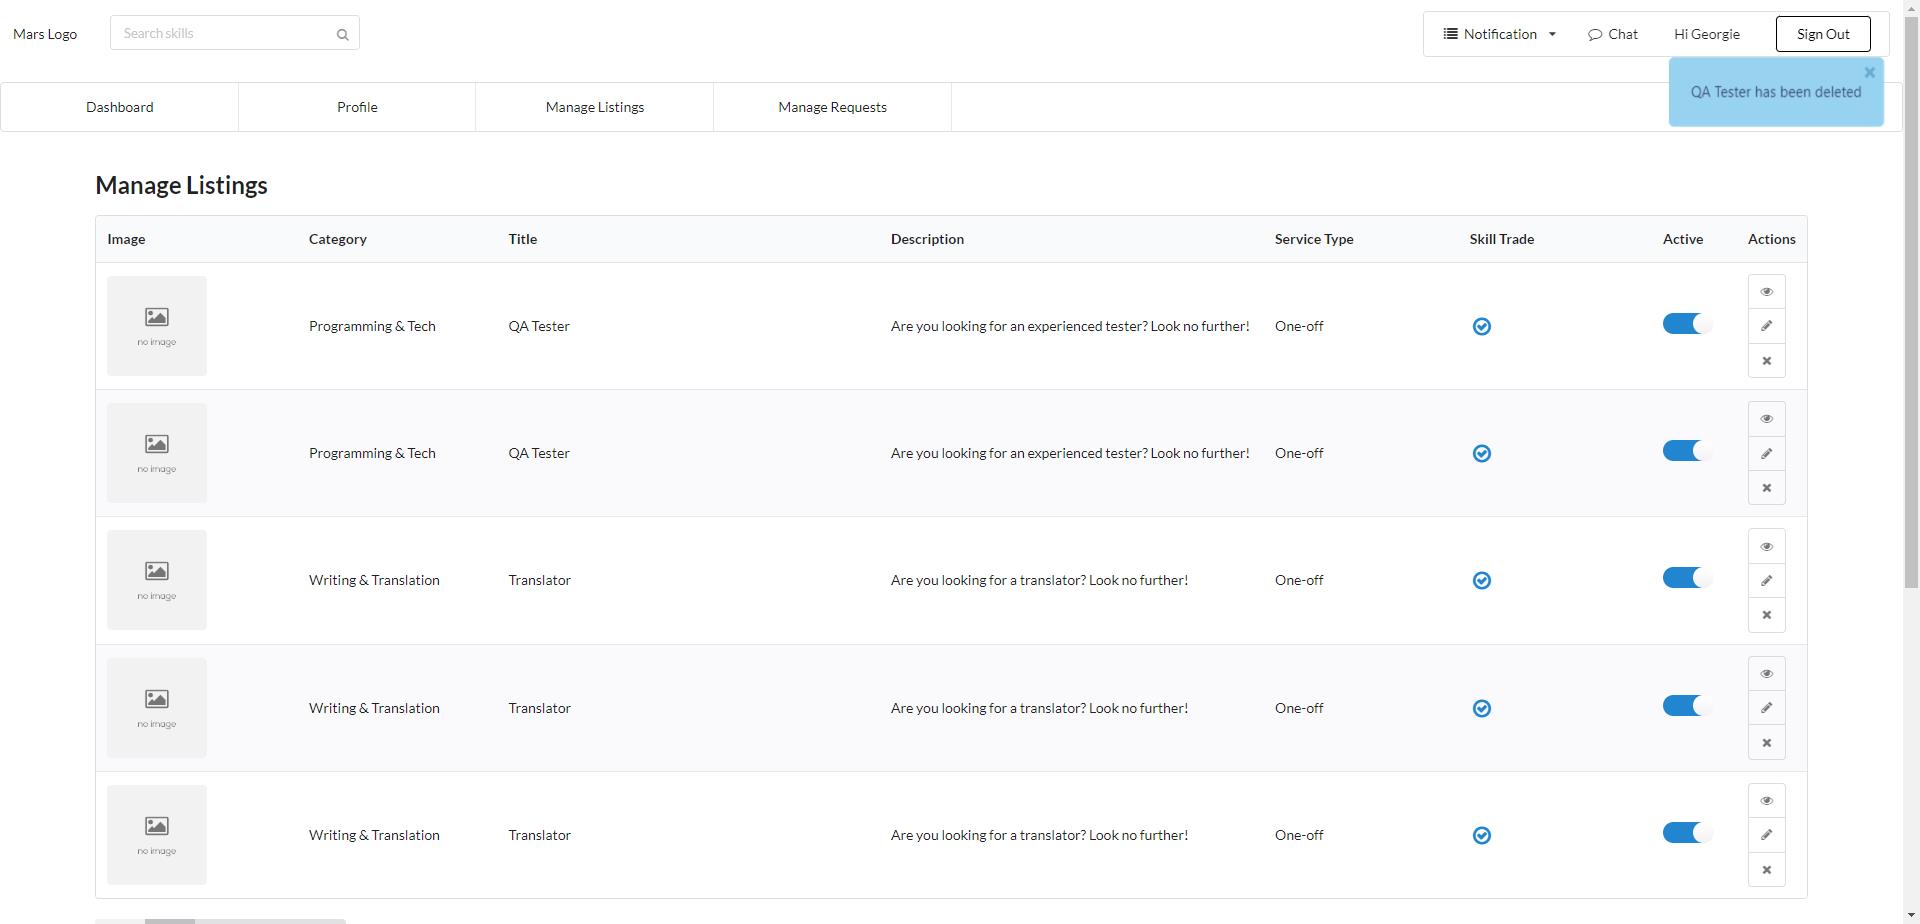 Mars Logo
Search skills
Notification
Chat
Hi Georgie
Sign Out
QA Tester has been deleted
Dashboard
Profile
Manage Listings
Manage Requests
Manage Listings
Image Category Title Description Service Type Skill Trade Active Actions
no image
Programming & Tech QA Tester Are you looking for an experienced tester? Look no further! One-off
no image
Programming & Tech QA Tester Are you looking for an experienced tester? Look no further! One-off
no image
Writing & Translation Translator Are you looking for a translator? Look no further! One-off
no image
Writing & Translation Translator Are you looking for a translator? Look no further! One-off
no image
Writing & Translation Translator Are you looking for a translator? Look no further! One-off